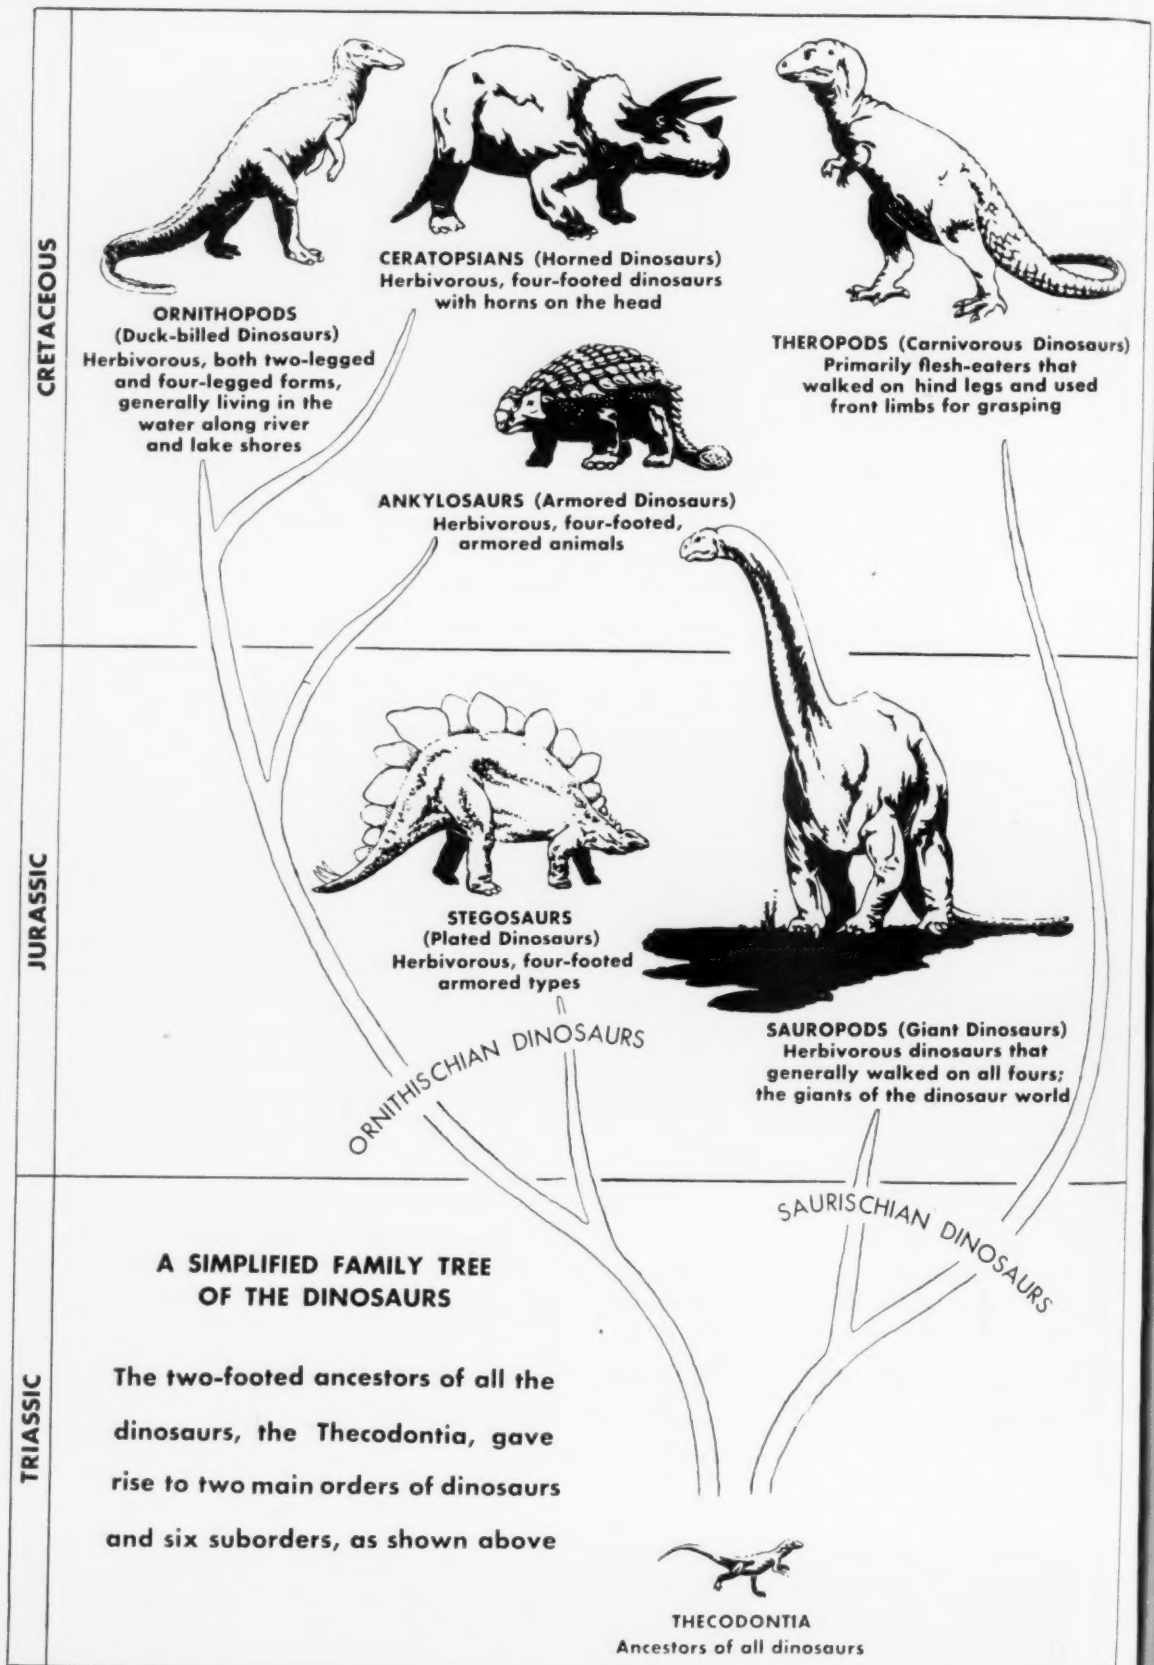 CRETACEOUS
ORNITHOPODS
(Duck-billed Dinosaurs)
Herbivorous, both two-legged
and four-legged forms,
generally living in the
water along river
and lake shores
CERATOPSIANS (Horned Dinosaurs)
Herbivorous, four-footed dinosaurs
with horns on the head
THEROPODS (Carnivorous Dinosaurs)
Primarily flesh-eaters that
walked on hind legs and used
front limbs for grasping
ANKYLOSAURS (Armored Dinosaurs)
Herbivorous, four-footed,
armored animals
JURASSIC
STEGOSAURS
(Plated Dinosaurs)
Herbivorous, four-footed
armored types
SAUROPODS (Giant Dinosaurs)
Herbivorous dinosaurs that
generally walked on all fours;
the giants of the dinosaur world
ORNITHISCHIAN DINOSAURS
SAURISCHIAN DINOSAURS
TRIASSIC
A SIMPLIFIED FAMILY TREE
OF THE DINOSAURS
The two-footed ancestors of all the
dinosaurs, the Thecodontia, gave
rise to two main orders of dinosaurs
and six suborders, as shown above
THECODONTIA
Ancestors of all dinosaurs